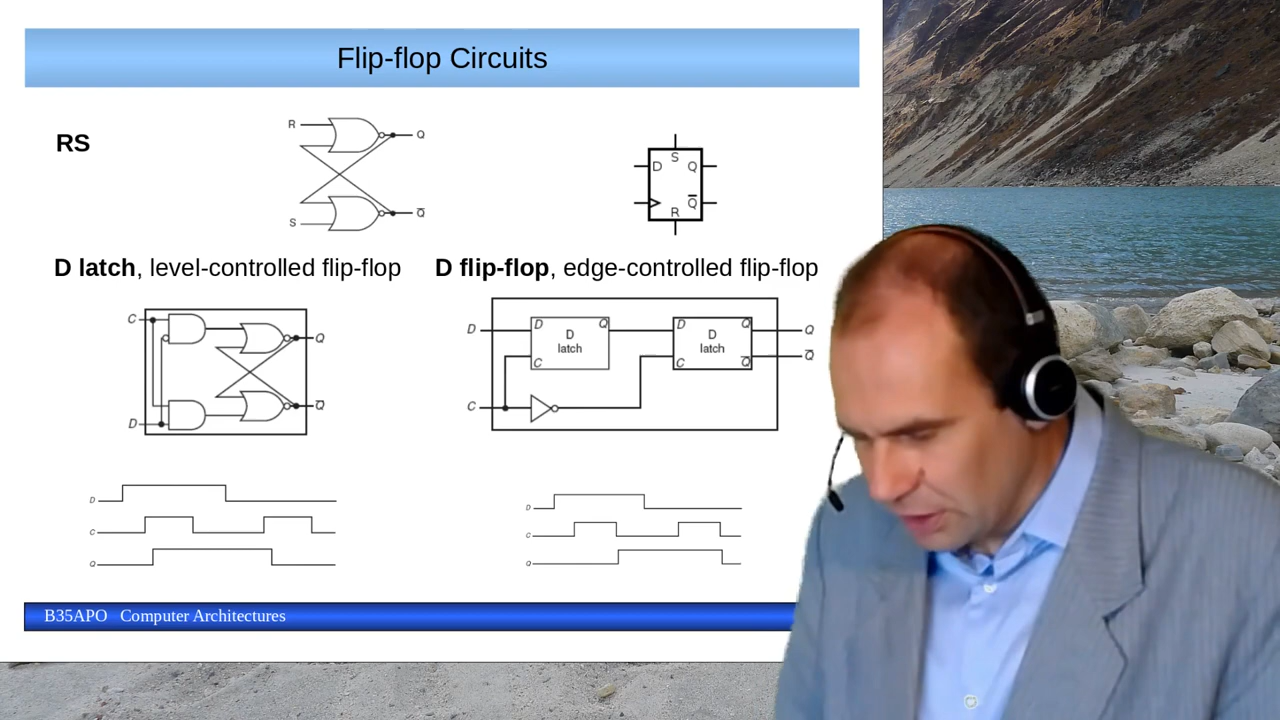 Flip-flop Circuits
RS
R
Q
S
Q̅
S
D Q
Q̅
R
D latch, level-controlled flip-flop
D flip-flop, edge-controlled flip-flop
C
Q
D
Q̅
D
D Q
D
latch
C
D Q
D
latch
C Q̅
Q
Q̅
C
D
C
Q
D
C
Q
B35APO Computer Architectures